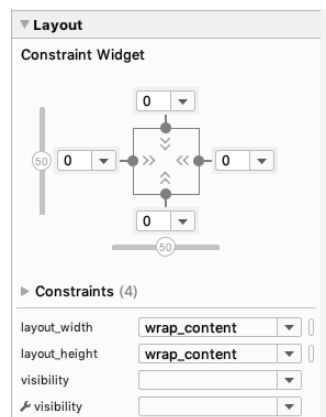 Layout
Constraint Widget
0
50
0
0
0
50
Constraints (4)
layout_width wrap_content
layout_height wrap_content
visibility
visibility